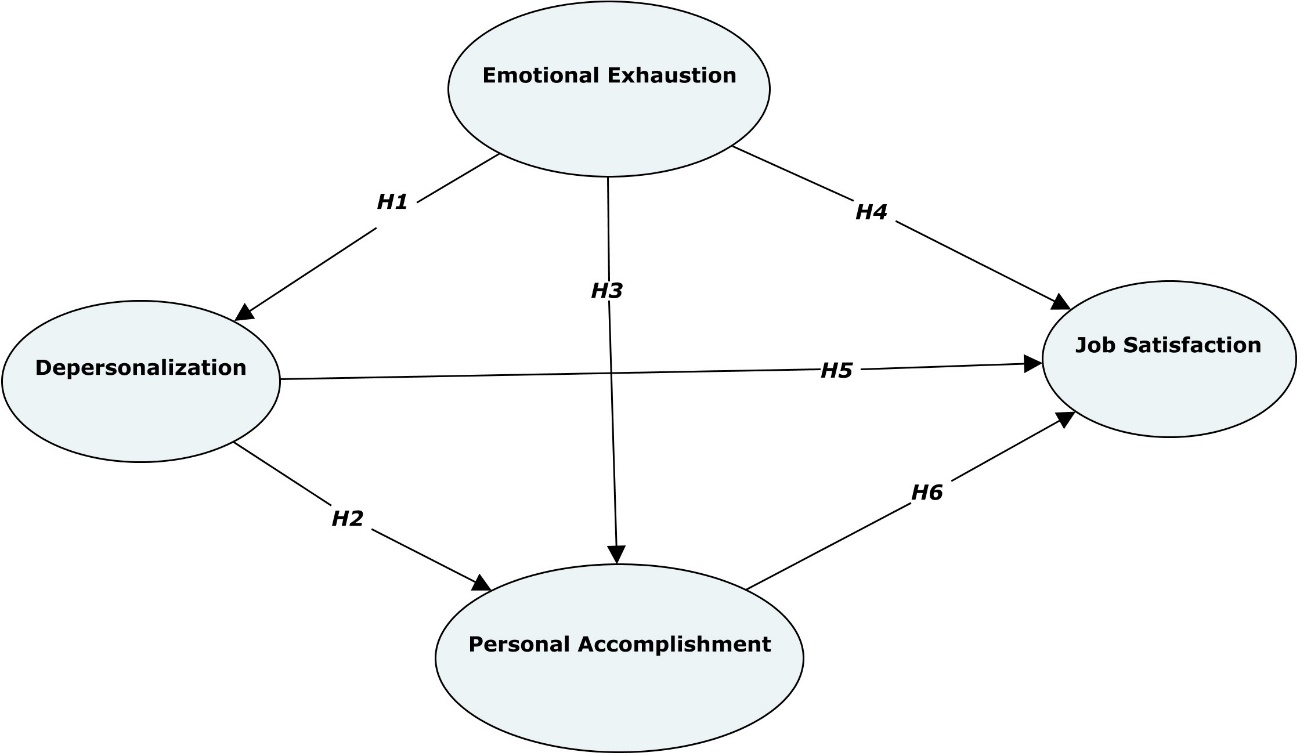 Emotional Exhaustion
H1
H4
H3
Job Satisfaction
Depersonalization
H5
H6
H2
Personal Accomplishment